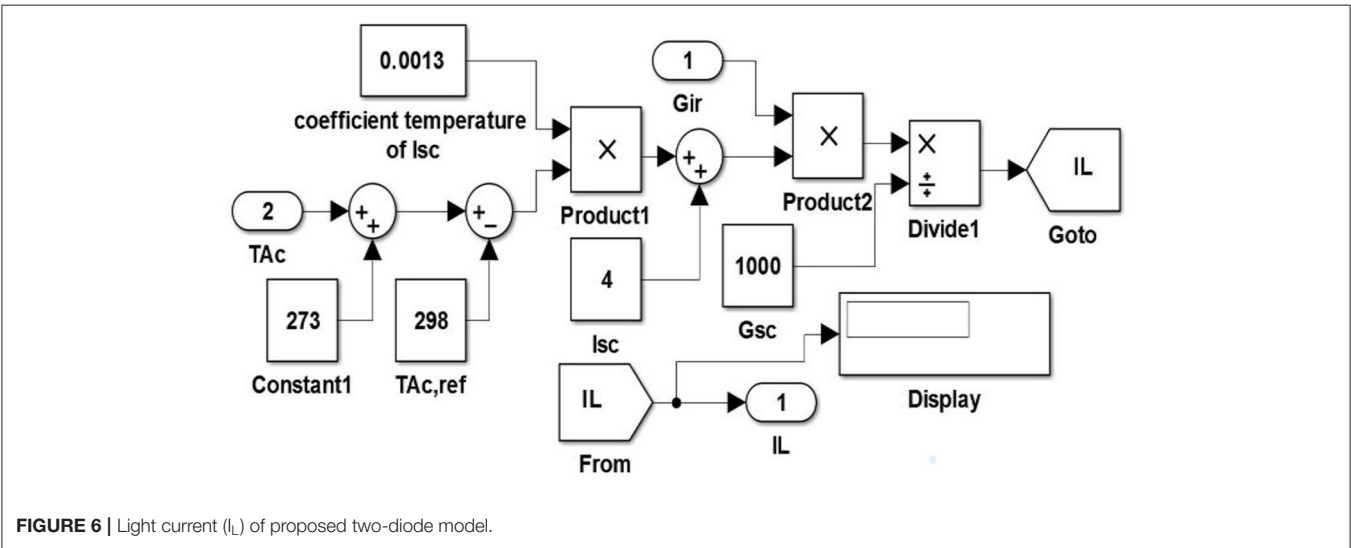 0.0013
coefficient temperature
of Isc
1
Gir
×
Product1
+
+
×
Product2
×
÷
Divide1
IL
Goto
2
TAc
+
+
+
−
273
Constant1
298
TAc,ref
4
Isc
1000
Gsc
Display
IL
From
1
IL
FIGURE 6 | Light current (IL) of proposed two-diode model.